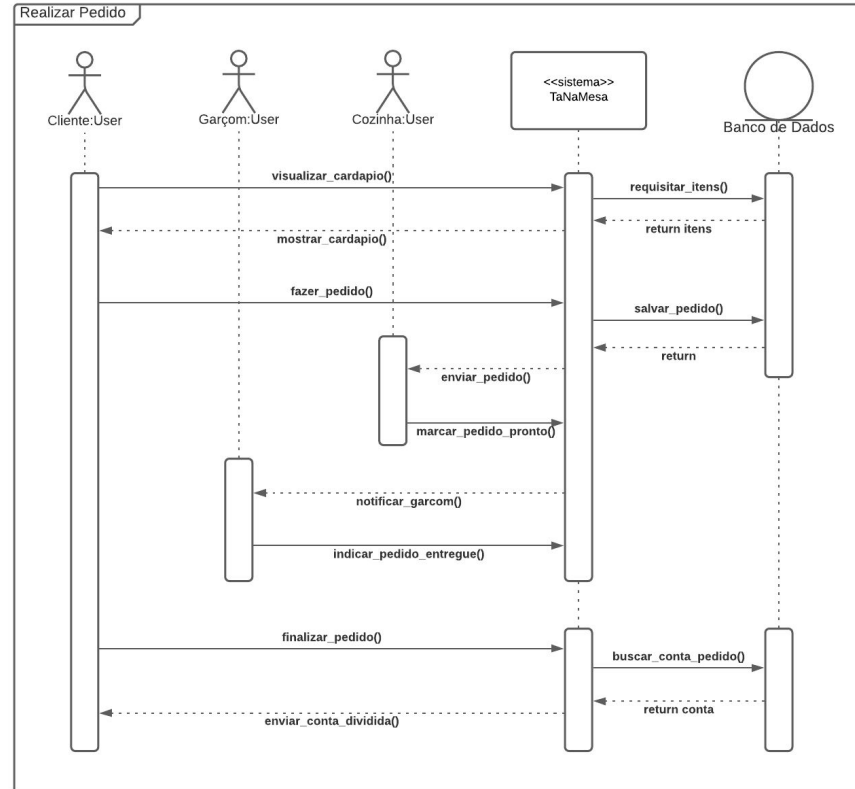 Realizar Pedido
Cliente:User
Garçom:User
Cozinha:User
<<sistema>>
TaNaMesa
Banco de Dados
visualizar_cardapio()
requisitar_itens()
return itens
mostrar_cardapio()
fazer_pedido()
salvar_pedido()
return
enviar_pedido()
marcar_pedido_pronto()
notificar_garcom()
indicar_pedido_entregue()
finalizar_pedido()
buscar_conta_pedido()
return conta
enviar_conta_dividida()